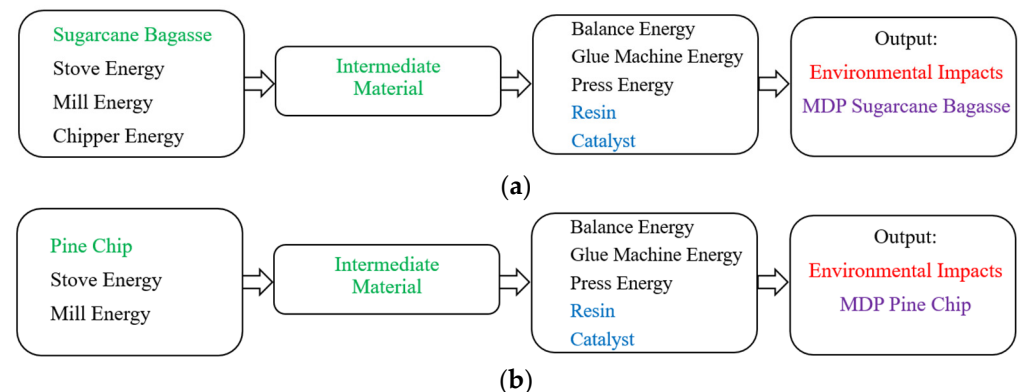 Sugarcane Bagasse
Stove Energy
Mill Energy
Chipper Energy
Intermediate
Material
Balance Energy
Glue Machine Energy
Press Energy
Resin
Catalyst
Output:
Environmental Impacts
MDP Sugarcane Bagasse
(a)
Pine Chip
Stove Energy
Mill Energy
Intermediate
Material
Balance Energy
Glue Machine Energy
Press Energy
Resin
Catalyst
Output:
Environmental Impacts
MDP Pine Chip
(b)